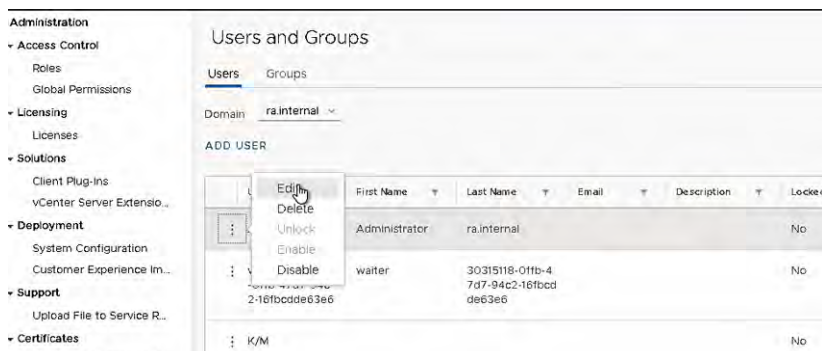 Administration
Access Control
Roles
Global Permissions
Licensing
Licenses
Solutions
Client Plug-Ins
vCenter Server Extensio...
Deployment
System Configuration
Customer Experience Im...
Support
Upload File to Service R...
Certificates
Users and Groups
Users Groups
Domain ra.internal
ADD USER
First Name Last Name Email Description Locked
Edit
Delete
Unlock
Enable
Disable
Administrator ra.internal No
waiter 30315118-0ffb-4 No
7d7-94c2-16fbcd
2-16fbcdde63e6 de63e6
K/M No